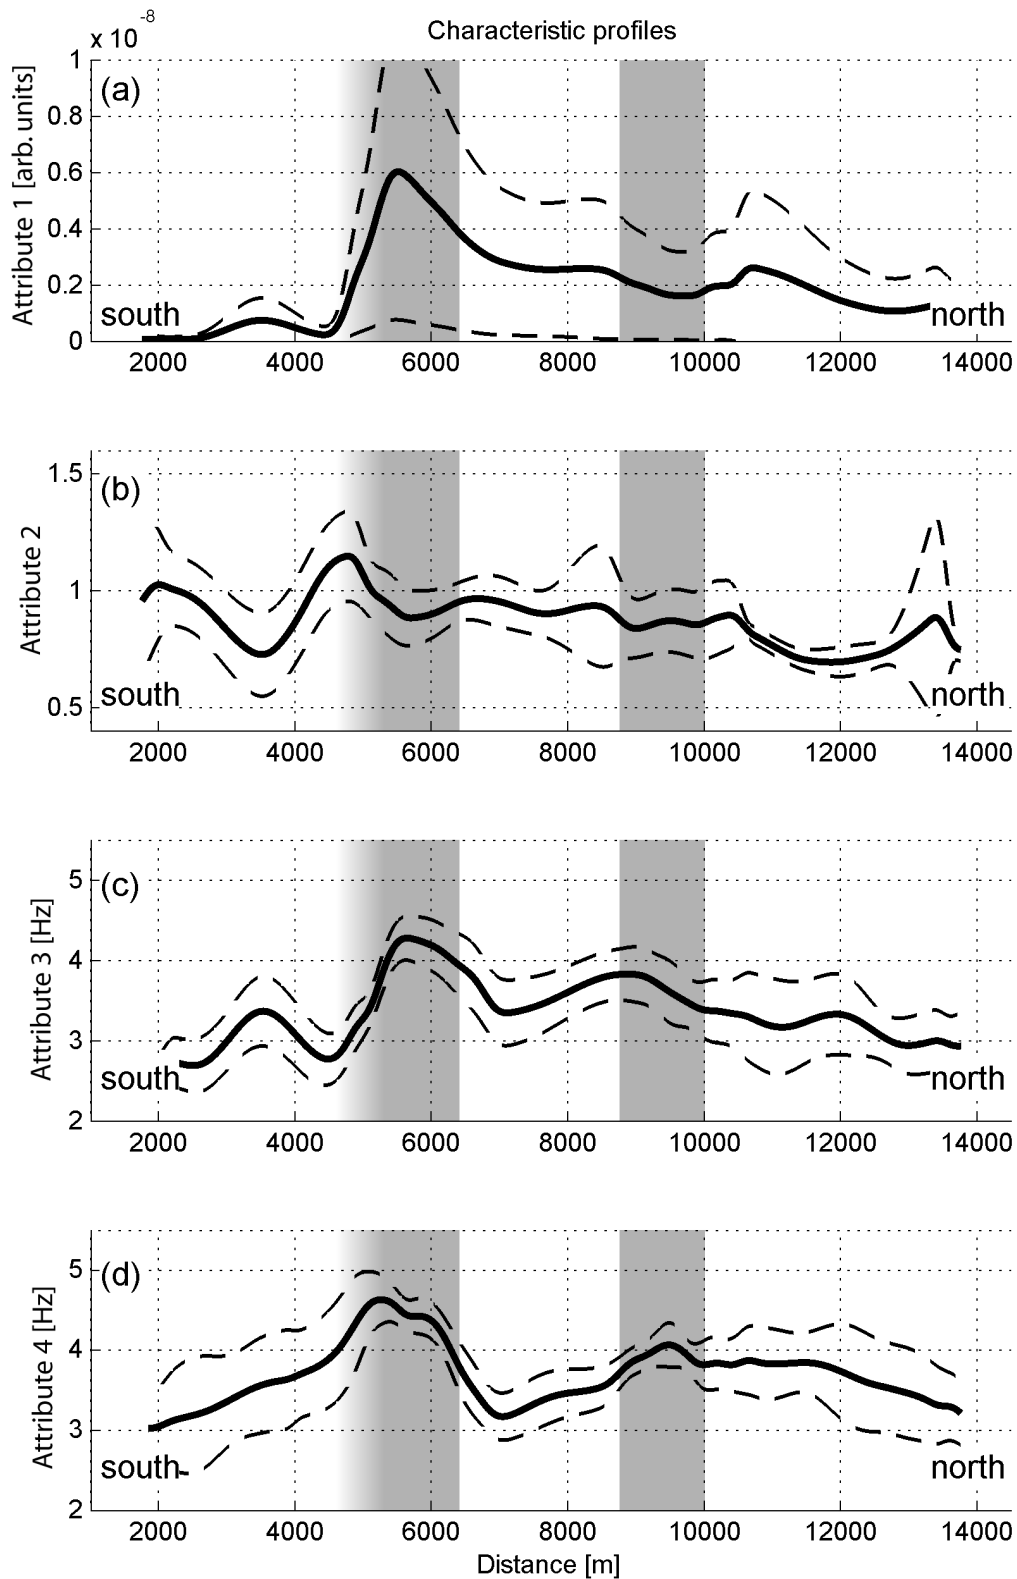 x 10^-8
Characteristic profiles
1
0.8
0.6
0.4
0.2
0
Attribute 1 [arb. units]
(a)
south
north
2000 4000 6000 8000 10000 12000 14000
1.5
1
0.5
Attribute 2
(b)
south
north
2000 4000 6000 8000 10000 12000 14000
5
4
3
2
Attribute 3 [Hz]
(c)
south
north
2000 4000 6000 8000 10000 12000 14000
5
4
3
2
Attribute 4 [Hz]
(d)
south
north
2000 4000 6000 8000 10000 12000 14000
Distance [m]